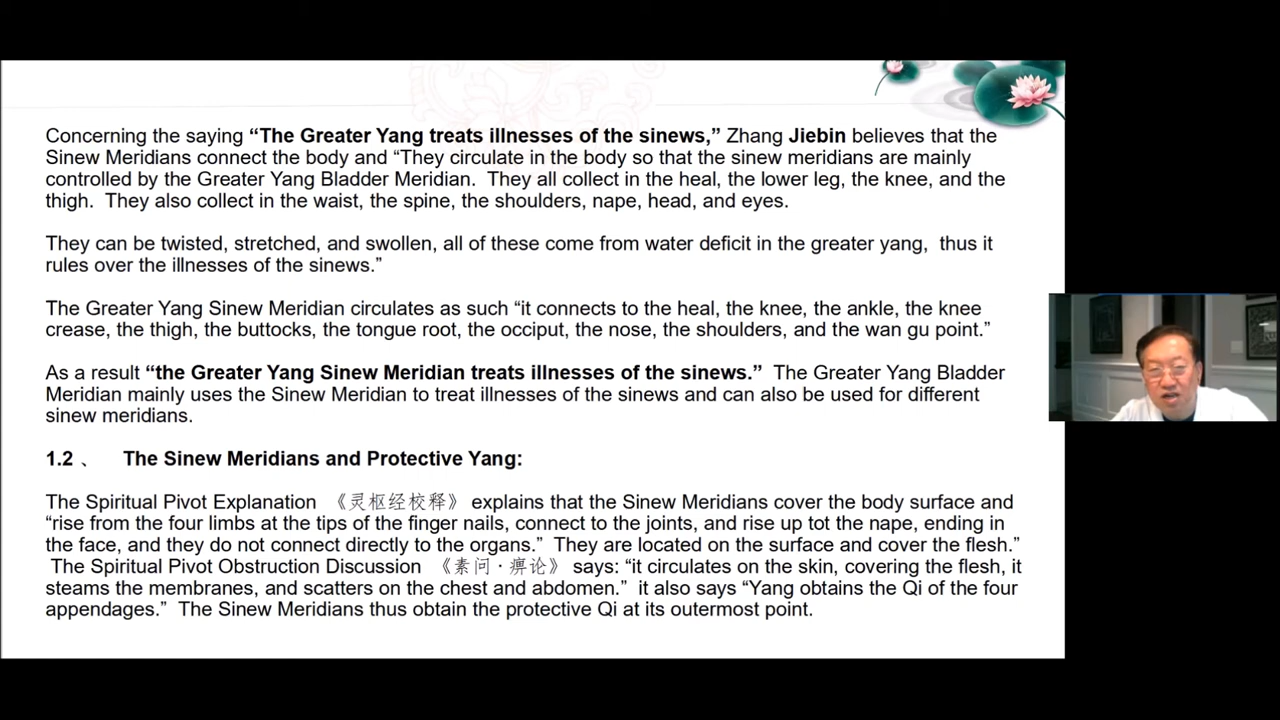 Concerning the saying “The Greater Yang treats illnesses of the sinews,” Zhang Jiebin believes that the
Sinew Meridians connect the body and “They circulate in the body so that the sinew meridians are mainly
controlled by the Greater Yang Bladder Meridian.  They all collect in the heal, the lower leg, the knee, and the
thigh.  They also collect in the waist, the spine, the shoulders, nape, head, and eyes.
They can be twisted, stretched, and swollen, all of these come from water deficit in the greater yang,  thus it
rules over the illnesses of the sinews.”
The Greater Yang Sinew Meridian circulates as such “it connects to the heal, the knee, the ankle, the knee
crease, the thigh, the buttocks, the tongue root, the occiput, the nose, the shoulders, and the wan gu point.”
As a result “the Greater Yang Sinew Meridian treats illnesses of the sinews.”  The Greater Yang Bladder
Meridian mainly uses the Sinew Meridian to treat illnesses of the sinews and can also be used for different
sinew meridians.
1.2 、 The Sinew Meridians and Protective Yang:
The Spiritual Pivot Explanation 《灵枢经校释》 explains that the Sinew Meridians cover the body surface and
“rise from the four limbs at the tips of the finger nails, connect to the joints, and rise up tot the nape, ending in
the face, and they do not connect directly to the organs.”  They are located on the surface and cover the flesh.”
The Spiritual Pivot Obstruction Discussion 《素问·痹论》 says: “it circulates on the skin, covering the flesh, it
steams the membranes, and scatters on the chest and abdomen.”  it also says “Yang obtains the Qi of the four
appendages.”  The Sinew Meridians thus obtain the protective Qi at its outermost point.